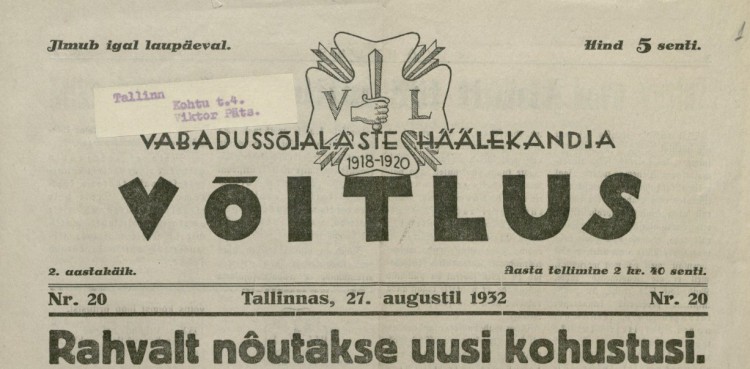 Ilmub igal laupäeval.
Hind 5 senti.
Tallinn
Kohtu t.4.
Viktor Päts.
V L
VABADUSSÕJALASTE HÄÄLEKANDJA
1918-1920
VÕITLUS
2. aastakäik.
Aasta tellimine 2 kr. 40 senti.
Nr. 20 Tallinnas, 27. augustil 1932 Nr. 20
Rahvalt nõutakse uusi kohustusi.